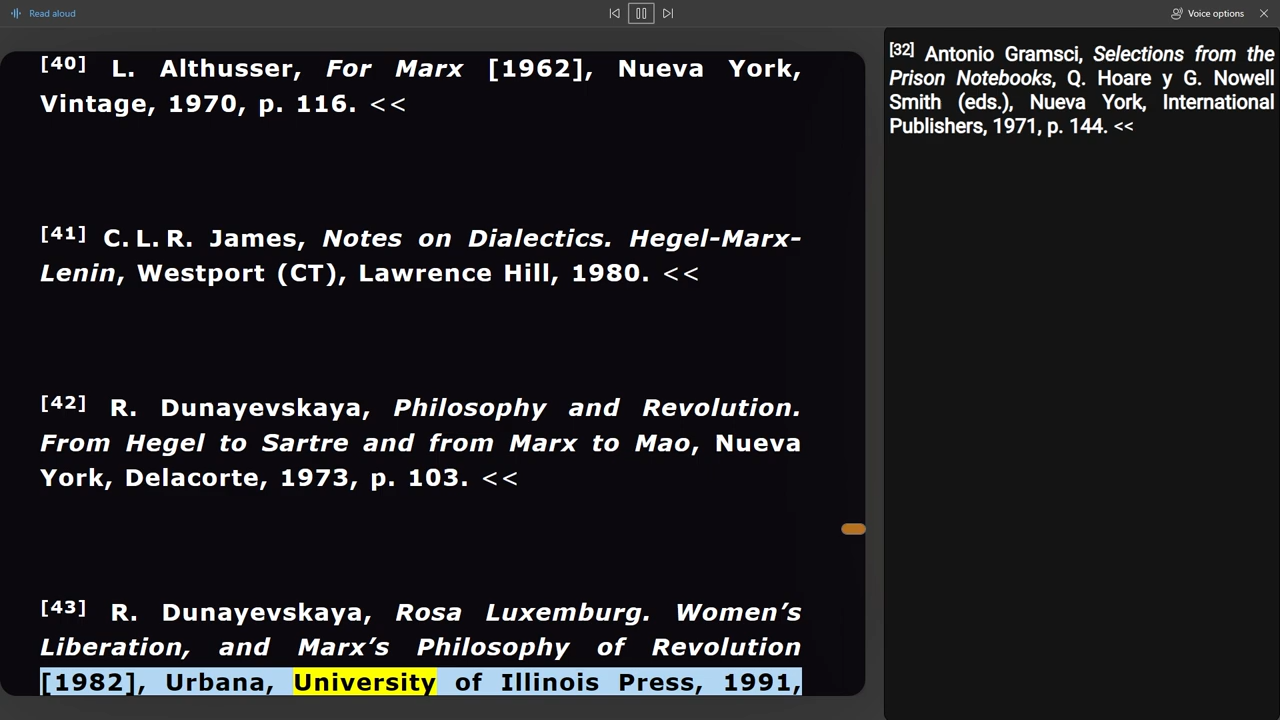 Read aloud
Voice options
[40] L. Althusser, For Marx [1962], Nueva York,
Vintage, 1970, p. 116. <<
[41] C. L. R. James, Notes on Dialectics. Hegel-Marx-
Lenin, Westport (CT), Lawrence Hill, 1980. <<
[42] R. Dunayevskaya, Philosophy and Revolution.
From Hegel to Sartre and from Marx to Mao, Nueva
York, Delacorte, 1973, p. 103. <<
[43] R. Dunayevskaya, Rosa Luxemburg. Women’s
Liberation, and Marx’s Philosophy of Revolution
[1982], Urbana, University of Illinois Press, 1991,
[32] Antonio Gramsci, Selections from the
Prison Notebooks, Q. Hoare y G. Nowell
Smith (eds.), Nueva York, International
Publishers, 1971, p. 144. <<